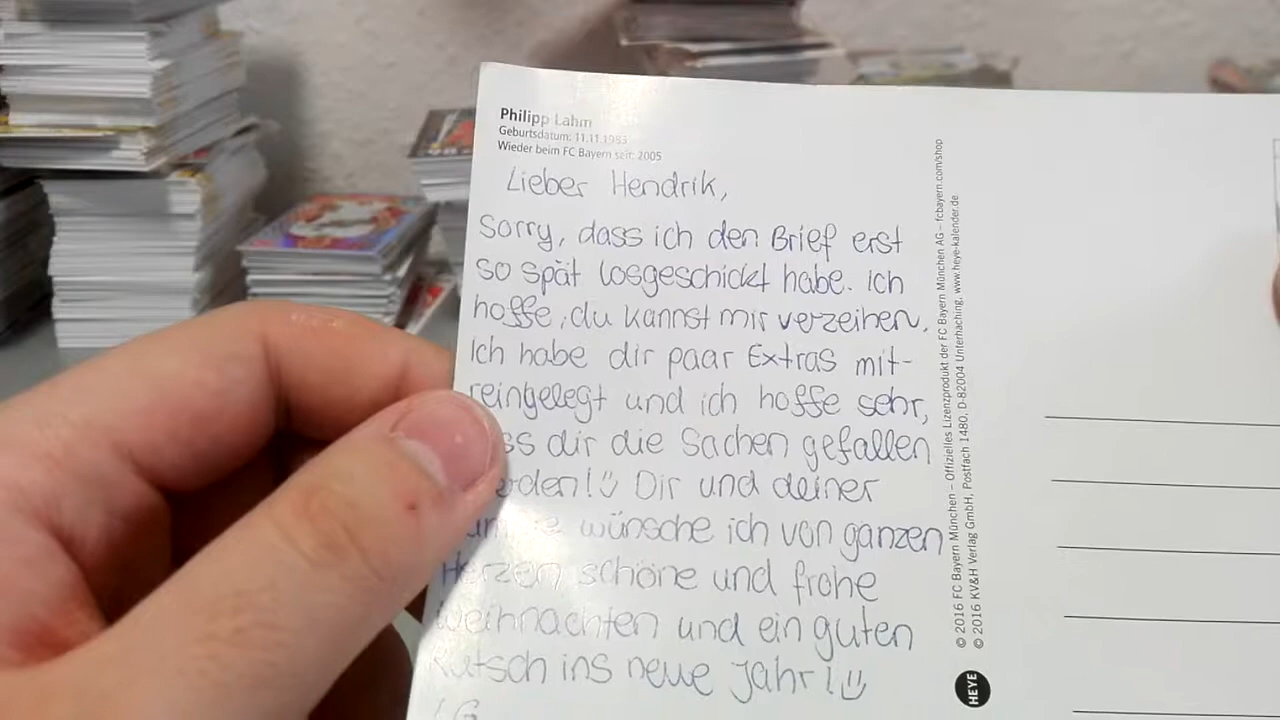 Philipp Lahm
Geburtsdatum: 11.11.1983
Wieder beim FC Bayern seit: 2005
Lieber Hendrik,
Sorry, dass ich den Brief erst
so spät losgeschickt habe. Ich
hoffe, du kannst mir verzeihen.
Ich habe dir paar Extras mit-
reingelegt und ich hoffe sehr,
dir die Sachen gefallen
Dir und deiner
wünsche ich von ganzen
Herzen schöne und frohe
Weihnachten und ein guten
Rutsch ins neue Jahr!
LG
© 2016 FC Bayern München – Offizielles Lizenzprodukt der FC Bayern München AG – fcbayern.com/shop
© 2016 KV&H Verlag GmbH, Postfach 1480, D-82004 Unterhaching, www.heye-kalender.de
HEYE